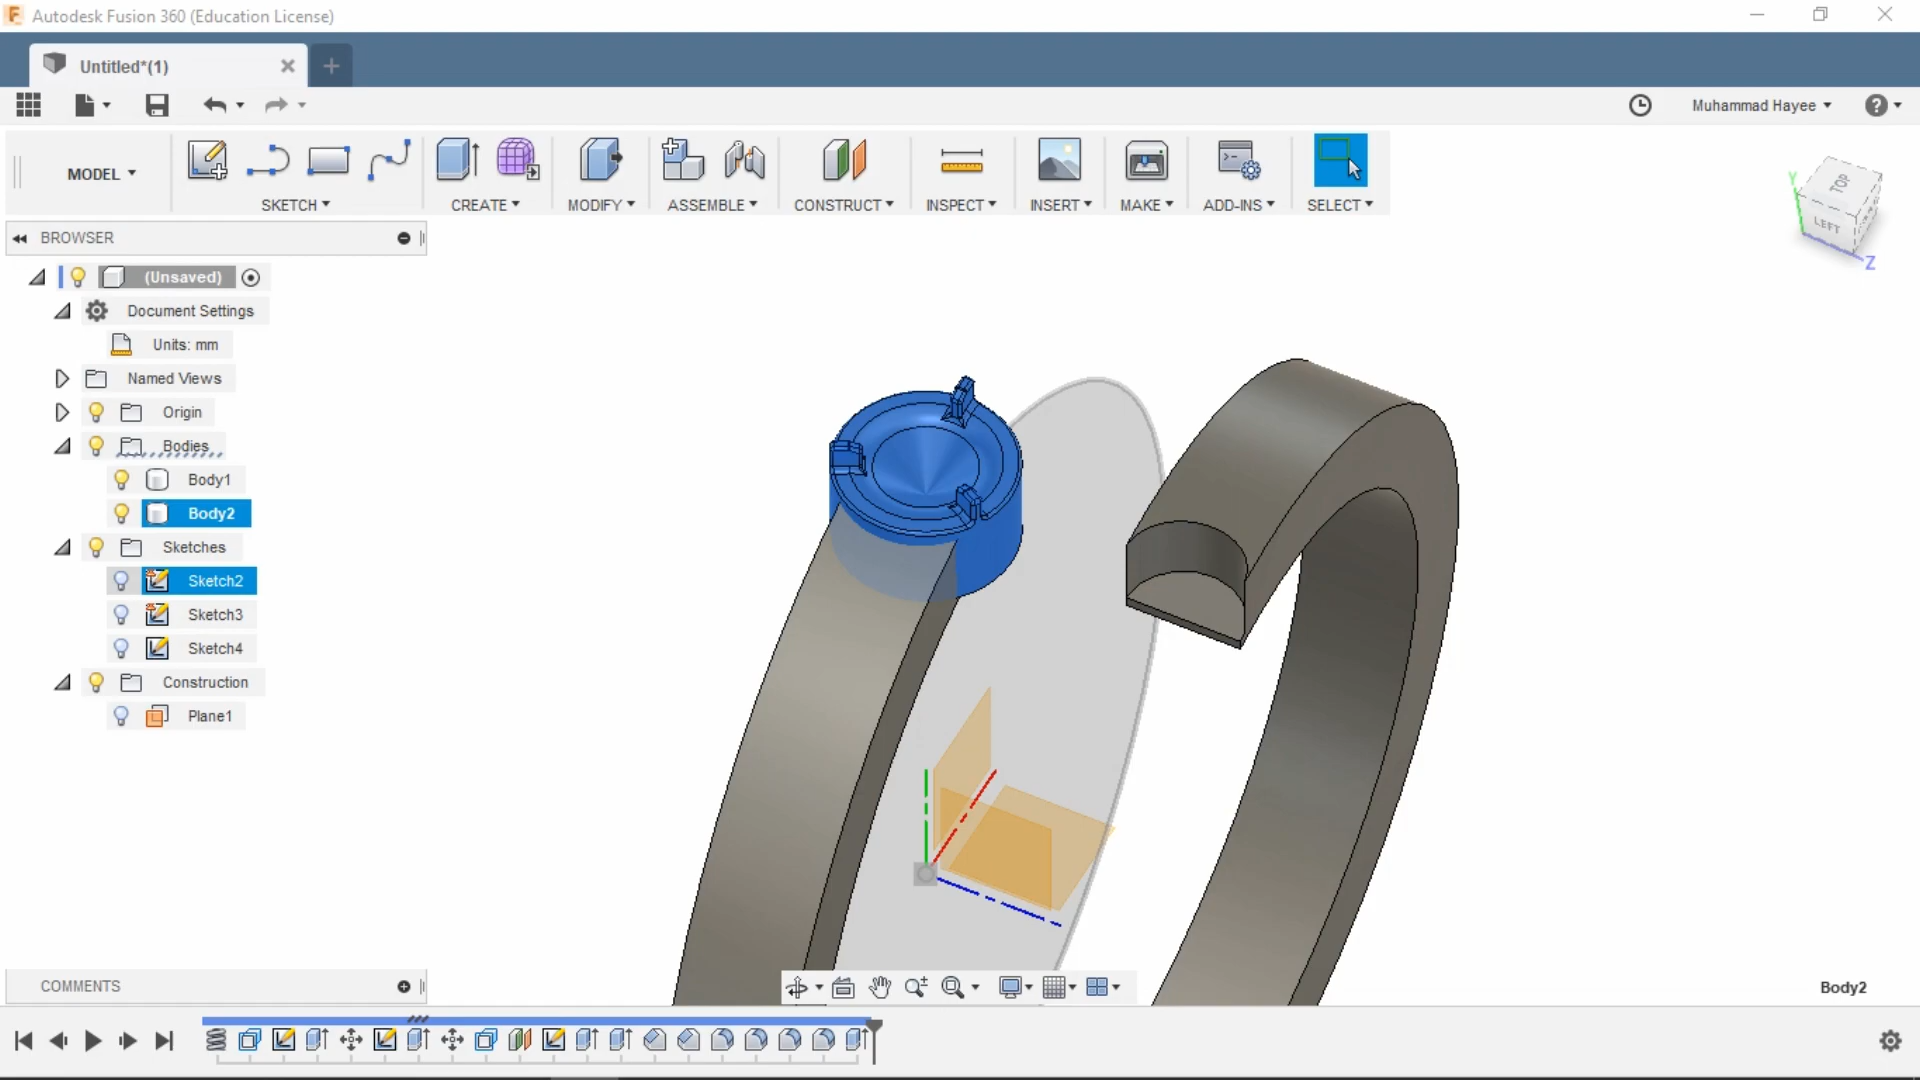 Autodesk Fusion 360 (Education License)
Untitled*(1)
Muhammad Hayee
MODEL
SKETCH
CREATE
MODIFY
ASSEMBLE
CONSTRUCT
INSPECT
INSERT
MAKE
ADD-INS
SELECT
TOP
LEFT
Y
Z
BROWSER
(Unsaved)
Document Settings
Units: mm
Named Views
Origin
Bodies
Body1
Body2
Sketches
Sketch2
Sketch3
Sketch4
Construction
Plane1
COMMENTS
Body2